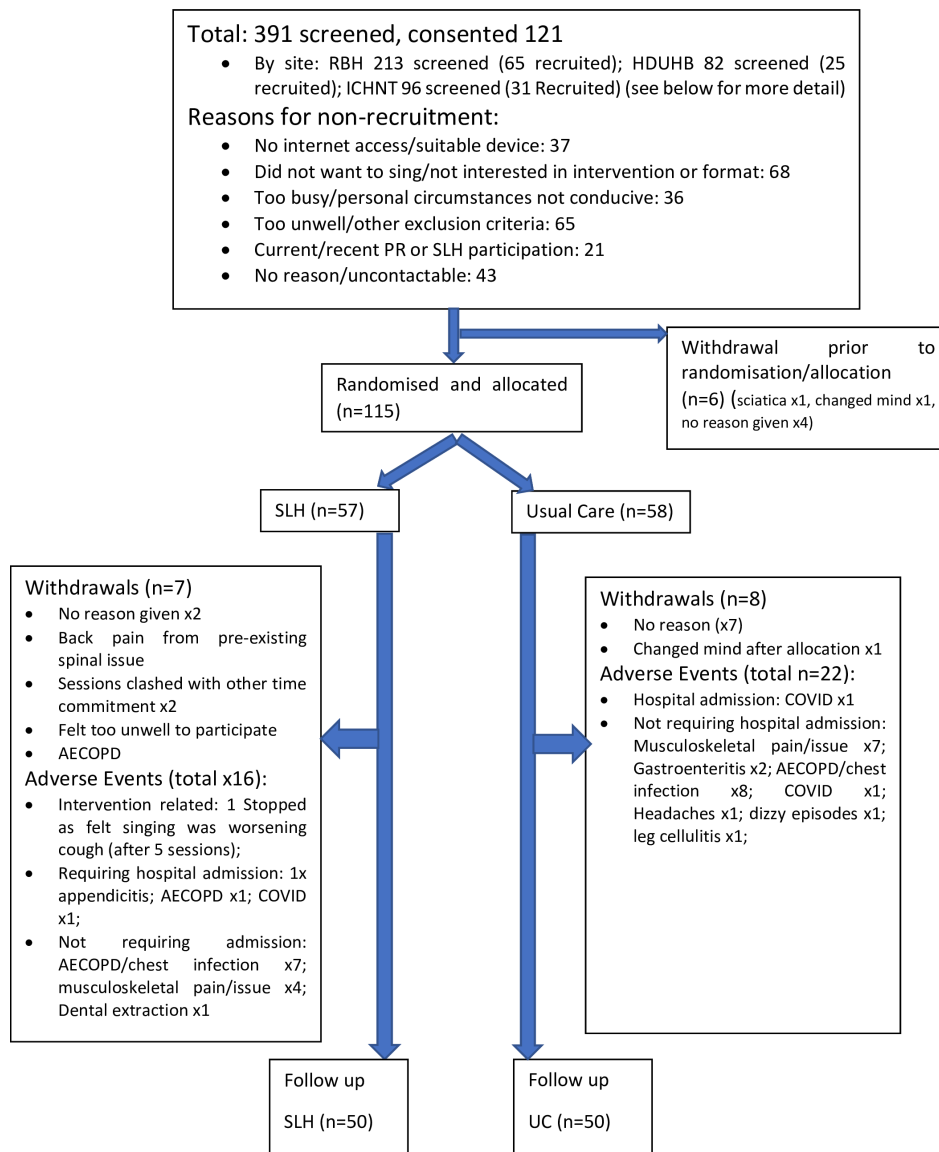 Total: 391 screened, consented 121
• By site: RBH 213 screened (65 recruited); HDUHB 82 screened (25
recruited); ICHNT 96 screened (31 Recruited) (see below for more detail)
Reasons for non-recruitment:
• No internet access/suitable device: 37
• Did not want to sing/not interested in intervention or format: 68
• Too busy/personal circumstances not conducive: 36
• Too unwell/other exclusion criteria: 65
• Current/recent PR or SLH participation: 21
• No reason/uncontactable: 43
Withdrawal prior to
randomisation/allocation
(n=6) (sciatica x1, changed mind x1,
no reason given x4)
Randomised and allocated
(n=115)
SLH (n=57)
Usual Care (n=58)
Withdrawals (n=7)
• No reason given x2
• Back pain from pre-existing
spinal issue
• Sessions clashed with other time
commitment x2
• Felt too unwell to participate
• AECOPD
Adverse Events (total x16):
• Intervention related: 1 Stopped
as felt singing was worsening
cough (after 5 sessions);
• Requiring hospital admission: 1x
appendicitis; AECOPD x1; COVID
x1;
• Not requiring admission:
AECOPD/chest infection x7;
musculoskeletal pain/issue x4;
Dental extraction x1
Withdrawals (n=8)
• No reason (x7)
• Changed mind after allocation x1
Adverse Events (total n=22):
• Hospital admission: COVID x1
• Not requiring hospital admission:
Musculoskeletal pain/issue x7;
Gastroenteritis x2; AECOPD/chest
infection x8; COVID x1;
Headaches x1; dizzy episodes x1;
leg cellulitis x1;
Follow up
SLH (n=50)
Follow up
UC (n=50)